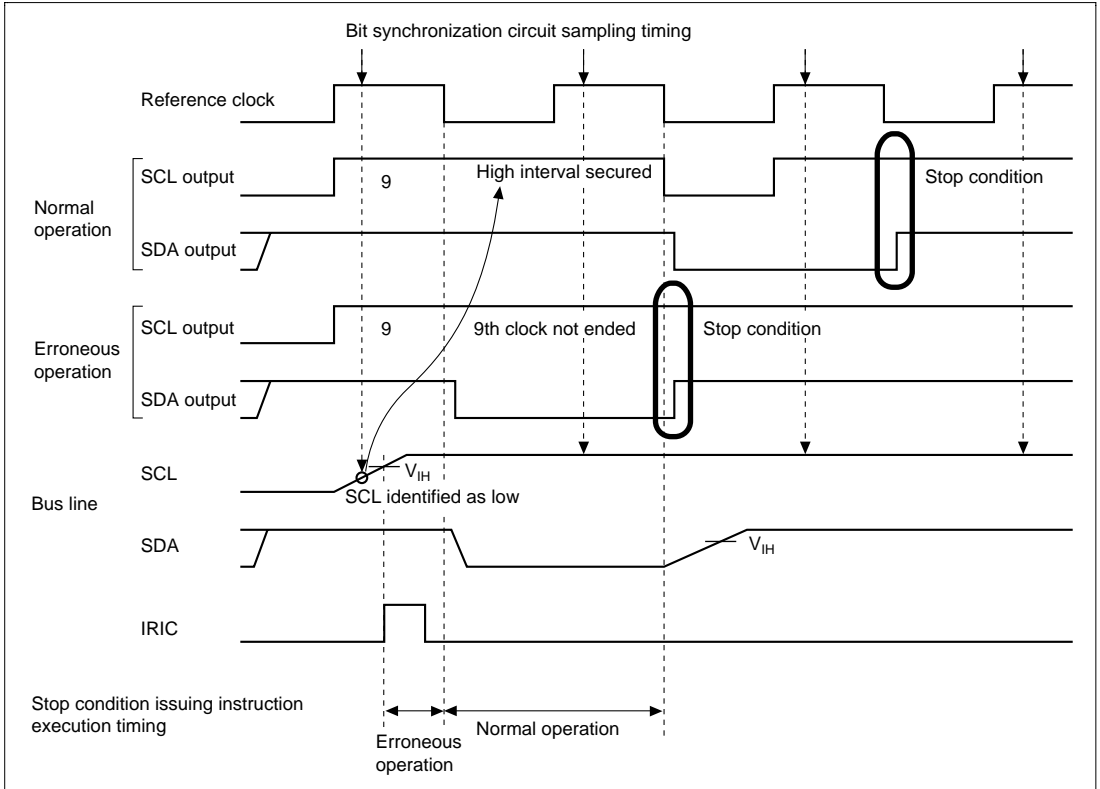 Bit synchronization circuit sampling timing
Reference clock
Normal
operation
SCL output
9
High interval secured
Stop condition
SDA output
Erroneous
operation
SCL output
9
9th clock not ended
Stop condition
SDA output
Bus line
SCL
VIH
SCL identified as low
SDA
VIH
IRIC
Stop condition issuing instruction
execution timing
Erroneous
operation
Normal operation